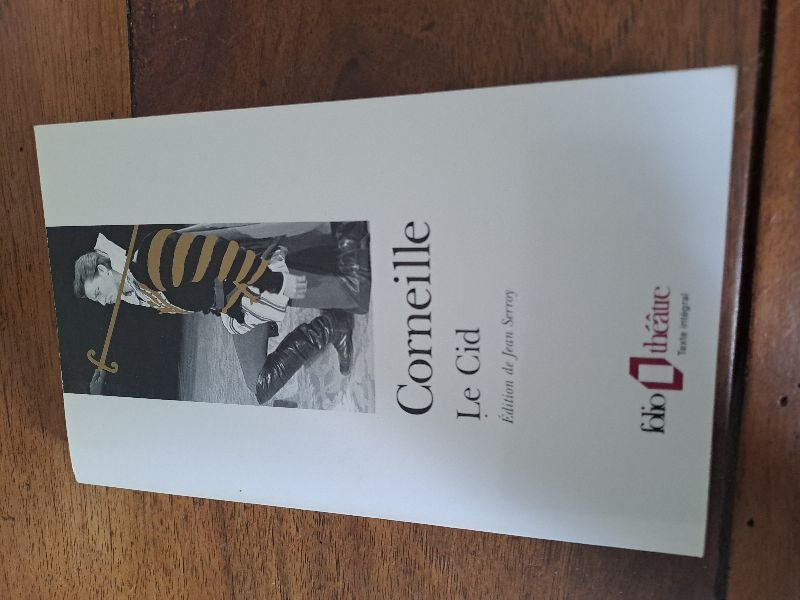 Corneille
Le Cid
Édition de Jean Serroy
folio théâtre
Texte intégral